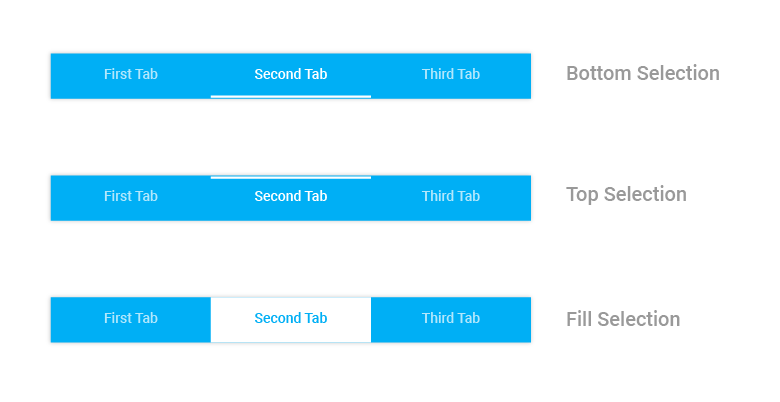 First Tab Second Tab Third Tab Bottom Selection
First Tab Second Tab Third Tab Top Selection
First Tab Second Tab Third Tab Fill Selection